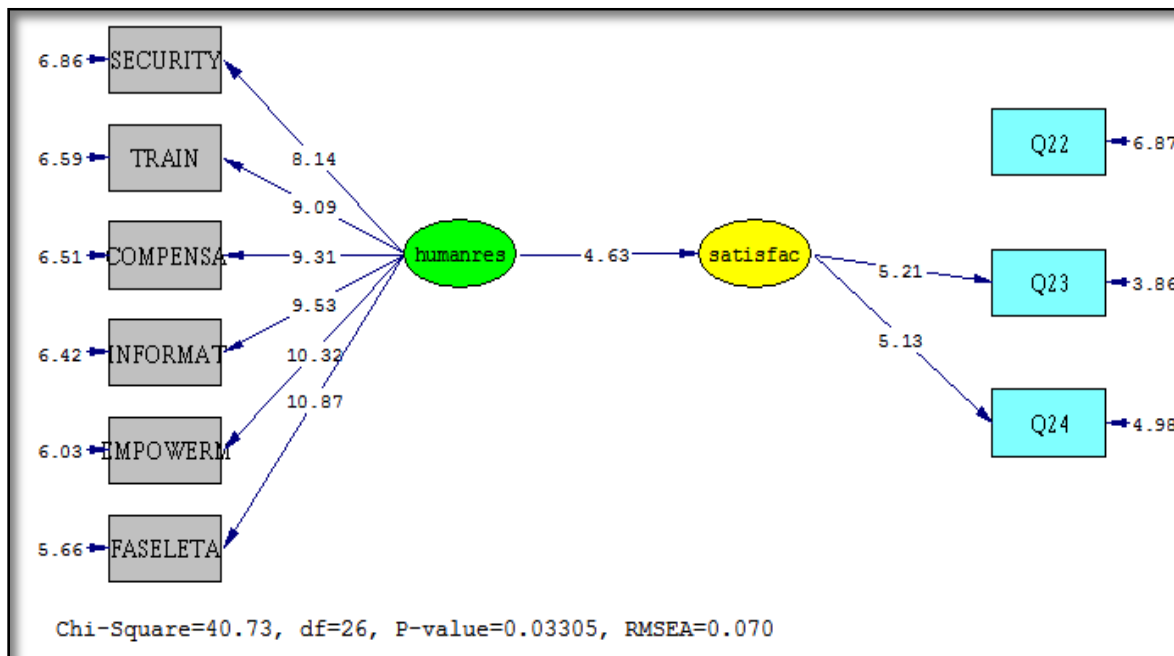 6.86 SECURITY
6.59 TRAIN
6.51 COMPENSA
6.42 INFORMAT
6.03 EMPOWERM
5.66 FASELETA
8.14
9.09
9.31
9.53
10.32
10.87
humanres
4.63
satisfac
5.21
5.13
Q22 6.87
Q23 3.86
Q24 4.98
Chi-Square=40.73, df=26, P-value=0.03305, RMSEA=0.070